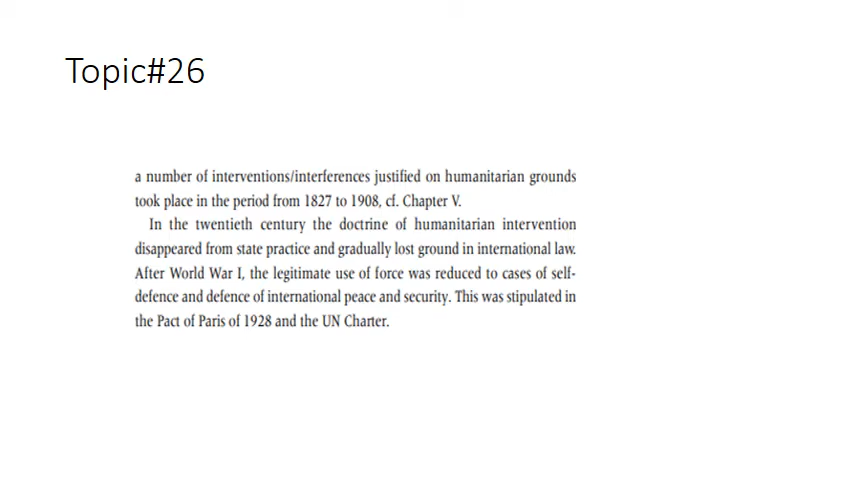 Topic#26
a number of interventions/interferences justified on humanitarian grounds
took place in the period from 1827 to 1908, cf. Chapter V.
In the twentieth century the doctrine of humanitarian intervention
disappeared from state practice and gradually lost ground in international law.
After World War I, the legitimate use of force was reduced to cases of self-
defence and defence of international peace and security. This was stipulated in
the Pact of Paris of 1928 and the UN Charter.